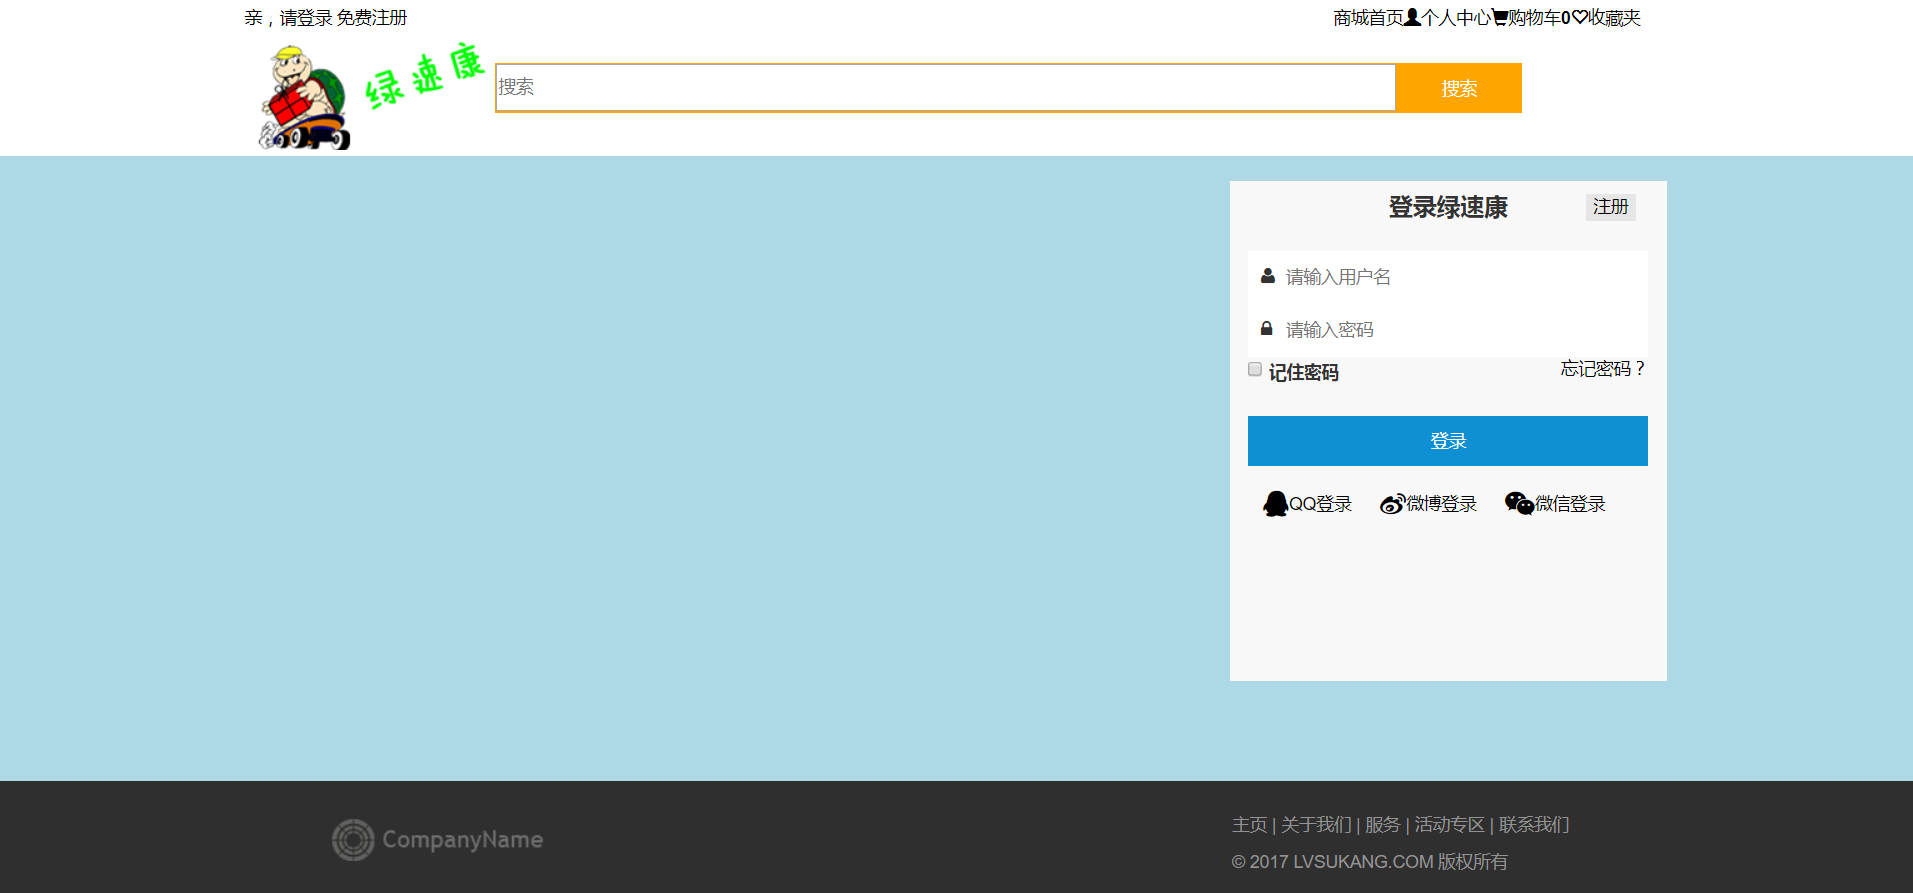 亲，请登录 免费注册
商城首页 个人中心 购物车0 收藏夹
绿速康
搜索
搜索
登录绿速康
注册
请输入用户名
请输入密码
记住密码
忘记密码？
登录
QQ登录 微博登录 微信登录
CompanyName
主页 | 关于我们 | 服务 | 活动专区 | 联系我们
© 2017 LVSUKANG.COM 版权所有